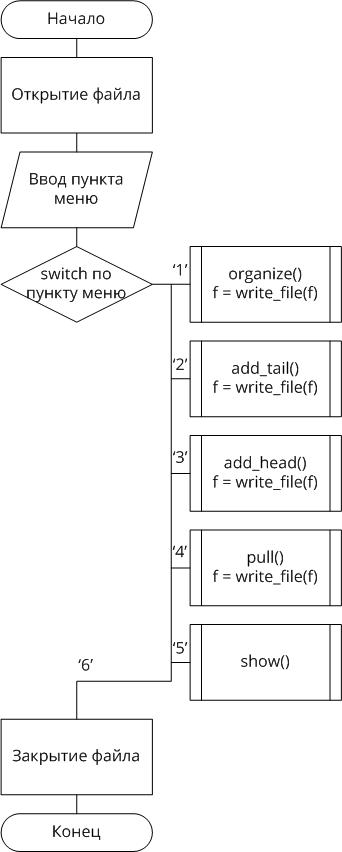 Начало
Открытие файла
Ввод пункта
меню
switch по
пункту меню
‘1’
organize()
f = write_file(f)
‘2’
add_tail()
f = write_file(f)
‘3’
add_head()
f = write_file(f)
‘4’
pull()
f = write_file(f)
‘5’
show()
‘6’
Закрытие файла
Конец